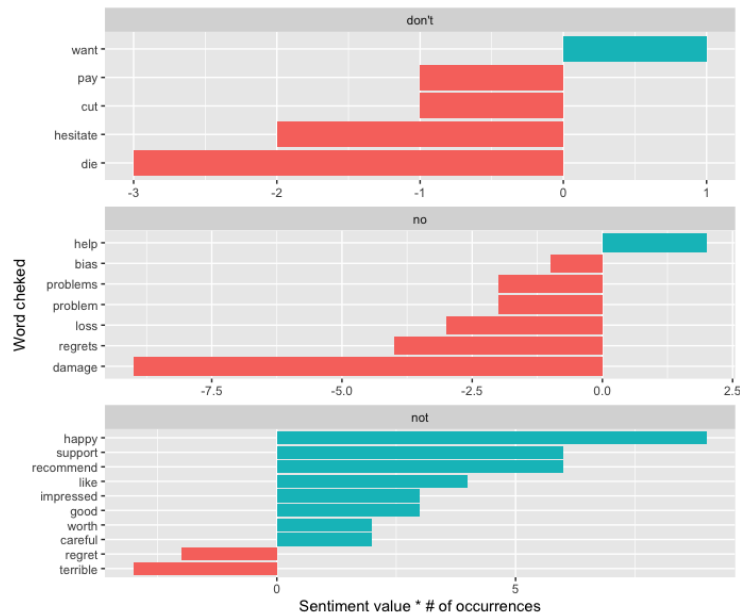 don't
want
pay
cut
hesitate
die
-3 -2 -1 0 1
no
help
bias
problems
problem
loss
regrets
damage
-7.5 -5.0 -2.5 0.0 2.5
not
happy
support
recommend
like
impressed
good
worth
careful
regret
terrible
0 5
Word cheked
Sentiment value * # of occurrences